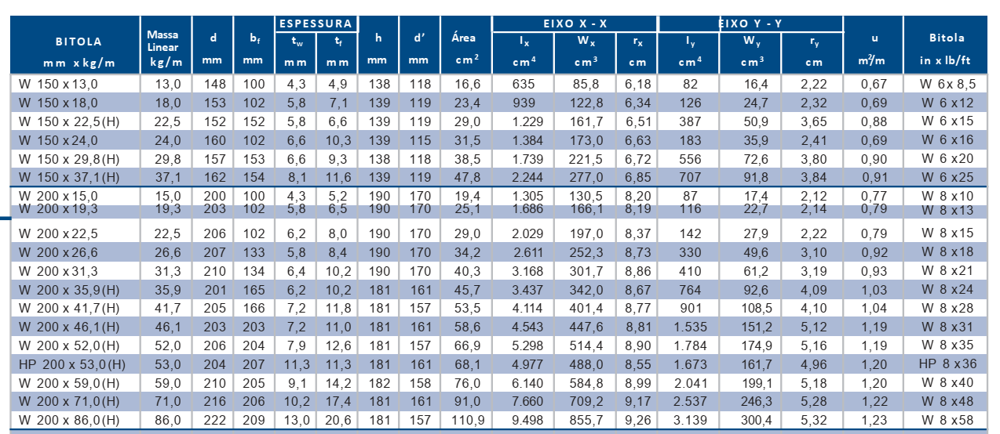 BITOLA mm x kg/m Massa Linear kg/m d mm bf mm ESPESSURA tw mm tf mm h mm d’ mm Área cm² EIXO X - X Ix cm⁴ Wx cm³ rx cm EIXO Y - Y Iy cm⁴ Wy cm³ ry cm u m²/m Bitola in x lb/ft
W 150 x 13,0 13,0 148 100 4,3 4,9 138 118 16,6 635 85,8 6,18 82 16,4 2,22 0,67 W 6 x 8,5
W 150 x 18,0 18,0 153 102 5,8 7,1 139 119 23,4 939 122,8 6,34 126 24,7 2,32 0,69 W 6 x 12
W 150 x 22,5 (H) 22,5 152 152 5,8 6,6 139 119 29,0 1.229 161,7 6,51 387 50,9 3,65 0,88 W 6 x 15
W 150 x 24,0 24,0 160 102 6,6 10,3 139 115 31,5 1.384 173,0 6,63 183 35,9 2,41 0,69 W 6 x 16
W 150 x 29,8 (H) 29,8 157 153 6,6 9,3 138 118 38,5 1.739 221,5 6,72 556 72,6 3,80 0,90 W 6 x 20
W 150 x 37,1 (H) 37,1 162 154 8,1 11,6 139 119 47,8 2.244 277,0 6,85 707 91,8 3,84 0,91 W 6 x 25
W 200 x 15,0 15,0 200 100 4,3 5,2 190 170 19,4 1.305 130,5 8,20 87 17,4 2,12 0,77 W 8 x 10
W 200 x 19,3 19,3 203 102 5,8 6,5 190 170 25,1 1.686 166,1 8,19 116 22,7 2,14 0,79 W 8 x 13
W 200 x 22,5 22,5 206 102 6,2 8,0 190 170 29,0 2.029 197,0 8,37 142 27,9 2,22 0,79 W 8 x 15
W 200 x 26,6 26,6 207 133 5,8 8,4 190 170 34,2 2.611 252,3 8,73 330 49,6 3,10 0,92 W 8 x 18
W 200 x 31,3 31,3 210 134 6,4 10,2 190 170 40,3 3.168 301,7 8,86 410 61,2 3,19 0,93 W 8 x 21
W 200 x 35,9 (H) 35,9 201 165 6,2 10,2 181 161 45,7 3.437 342,0 8,67 764 92,6 4,09 1,03 W 8 x 24
W 200 x 41,7 (H) 41,7 205 166 7,2 11,8 181 157 53,5 4.114 401,4 8,77 901 108,5 4,10 1,04 W 8 x 28
W 200 x 46,1 (H) 46,1 203 203 7,2 11,0 181 161 58,6 4.543 447,6 8,81 1.535 151,2 5,12 1,19 W 8 x 31
W 200 x 52,0 (H) 52,0 206 204 7,9 12,6 181 157 66,9 5.298 514,4 8,90 1.784 174,9 5,16 1,19 W 8 x 35
HP 200 x 53,0 (H) 53,0 204 207 11,3 11,3 181 161 68,1 4.977 488,0 8,55 1.673 161,7 4,96 1,20 HP 8 x 36
W 200 x 59,0 (H) 59,0 210 205 9,1 14,2 182 158 76,0 6.140 584,8 8,99 2.041 199,1 5,18 1,20 W 8 x 40
W 200 x 71,0 (H) 71,0 216 206 10,2 17,4 181 161 91,0 7.660 709,2 9,17 2.537 246,3 5,28 1,22 W 8 x 48
W 200 x 86,0 (H) 86,0 222 209 13,0 20,6 181 157 110,9 9.498 855,7 9,26 3.139 300,4 5,32 1,23 W 8 x 58